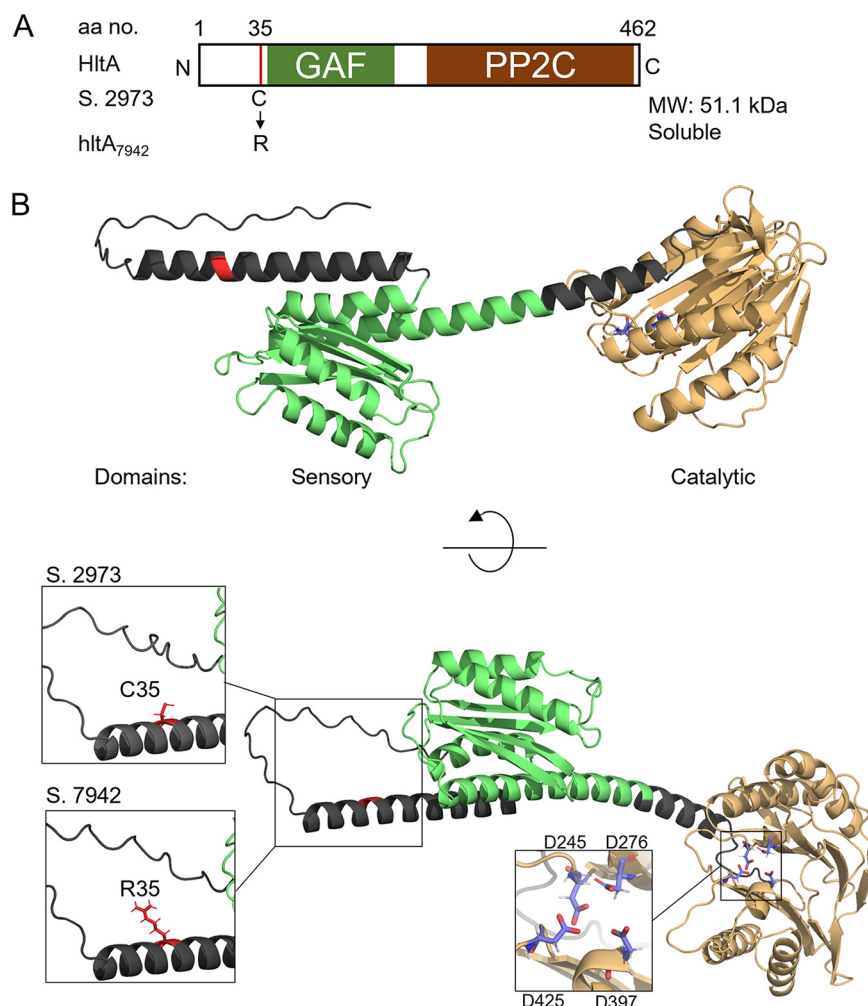 A
aa no. 1 35 462
HltA N GAF PP2C C
S. 2973 C MW: 51.1 kDa
Soluble
hltA7942 R
B
Domains: Sensory Catalytic
S. 2973
C35
S. 7942
R35
D245 D276
D425 D397